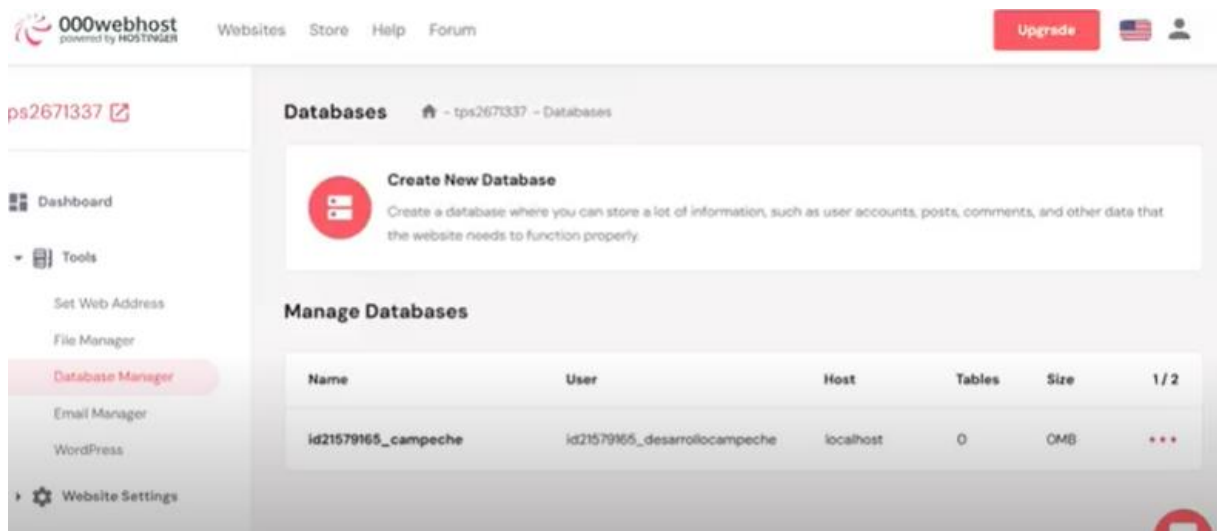 000webhost
powered by HOSTINGER
Websites Store Help Forum
Upgrade
ps2671337
Databases - tps2671337 - Databases
Create New Database
Create a database where you can store a lot of information, such as user accounts, posts, comments, and other data that
the website needs to function properly.
Dashboard
Tools
Set Web Address
File Manager
Database Manager
Email Manager
WordPress
Website Settings
Manage Databases
Name User Host Tables Size 1 / 2
id21579165_campeche id21579165_desarrollocampeche localhost 0 0MB